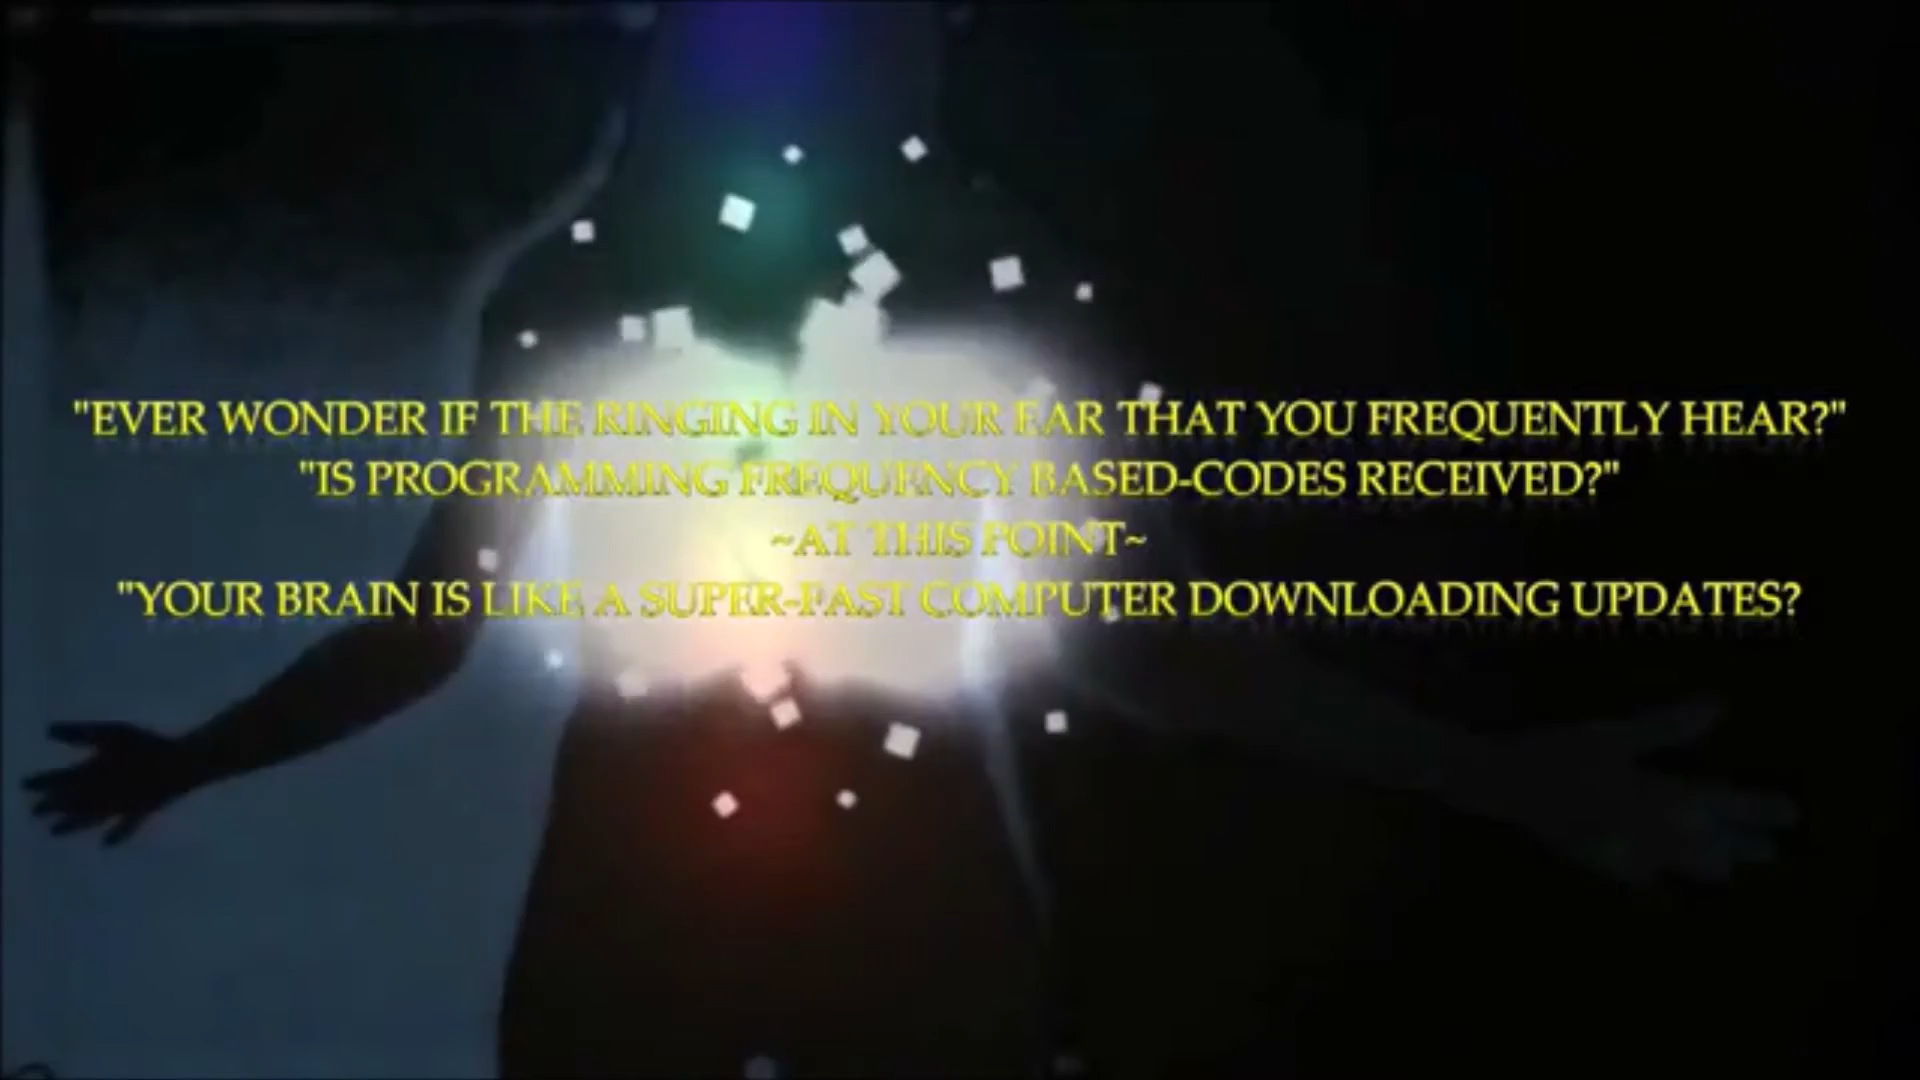 "EVER WONDER IF THE RINGING IN YOUR EAR THAT YOU FREQUENTLY HEAR?"
"IS PROGRAMMING FREQUENCY BASED-CODES RECEIVED?"
~AT THIS POINT~
"YOUR BRAIN IS LIKE A SUPER-FAST COMPUTER DOWNLOADING UPDATES?